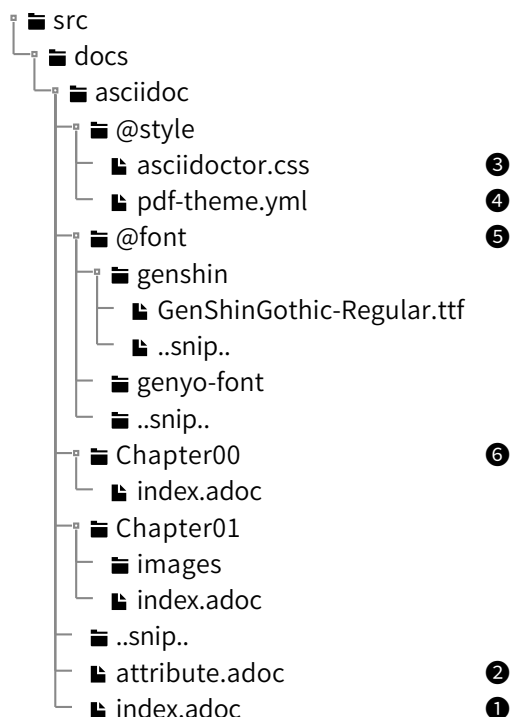 src
docs
asciidoc
@style
asciidoctor.css ❸
pdf-theme.yml ❹
@font ❺
genshin
GenShinGothic-Regular.ttf
..snip..
genyo-font
..snip..
Chapter00 ❻
index.adoc
Chapter01
images
index.adoc
..snip..
attribute.adoc ❷
index.adoc ❶